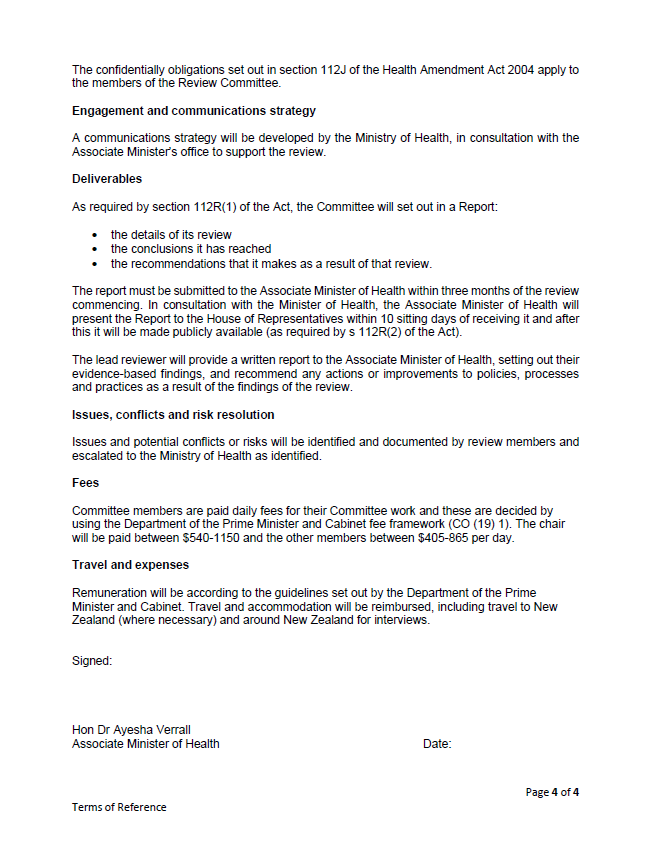 The confidentially obligations set out in section 112J of the Health Amendment Act 2004 apply to
the members of the Review Committee.
Engagement and communications strategy
A communications strategy will be developed by the Ministry of Health, in consultation with the
Associate Minister's office to support the review.
Deliverables
As required by section 112R(1) of the Act, the Committee will set out in a Report:
• the details of its review
• the conclusions it has reached
• the recommendations that it makes as a result of that review.
The report must be submitted to the Associate Minister of Health within three months of the review
commencing. In consultation with the Minister of Health, the Associate Minister of Health will
present the Report to the House of Representatives within 10 sitting days of receiving it and after
this it will be made publicly available (as required by s 112R(2) of the Act).
The lead reviewer will provide a written report to the Associate Minister of Health, setting out their
evidence-based findings, and recommend any actions or improvements to policies, processes
and practices as a result of the findings of the review.
Issues, conflicts and risk resolution
Issues and potential conflicts or risks will be identified and documented by review members and
escalated to the Ministry of Health as identified.
Fees
Committee members are paid daily fees for their Committee work and these are decided by
using the Department of the Prime Minister and Cabinet fee framework (CO (19) 1). The chair
will be paid between $540-1150 and the other members between $405-865 per day.
Travel and expenses
Remuneration will be according to the guidelines set out by the Department of the Prime
Minister and Cabinet. Travel and accommodation will be reimbursed, including travel to New
Zealand (where necessary) and around New Zealand for interviews.
Signed:
Hon Dr Ayesha Verrall
Associate Minister of Health Date:
Page 4 of 4
Terms of Reference